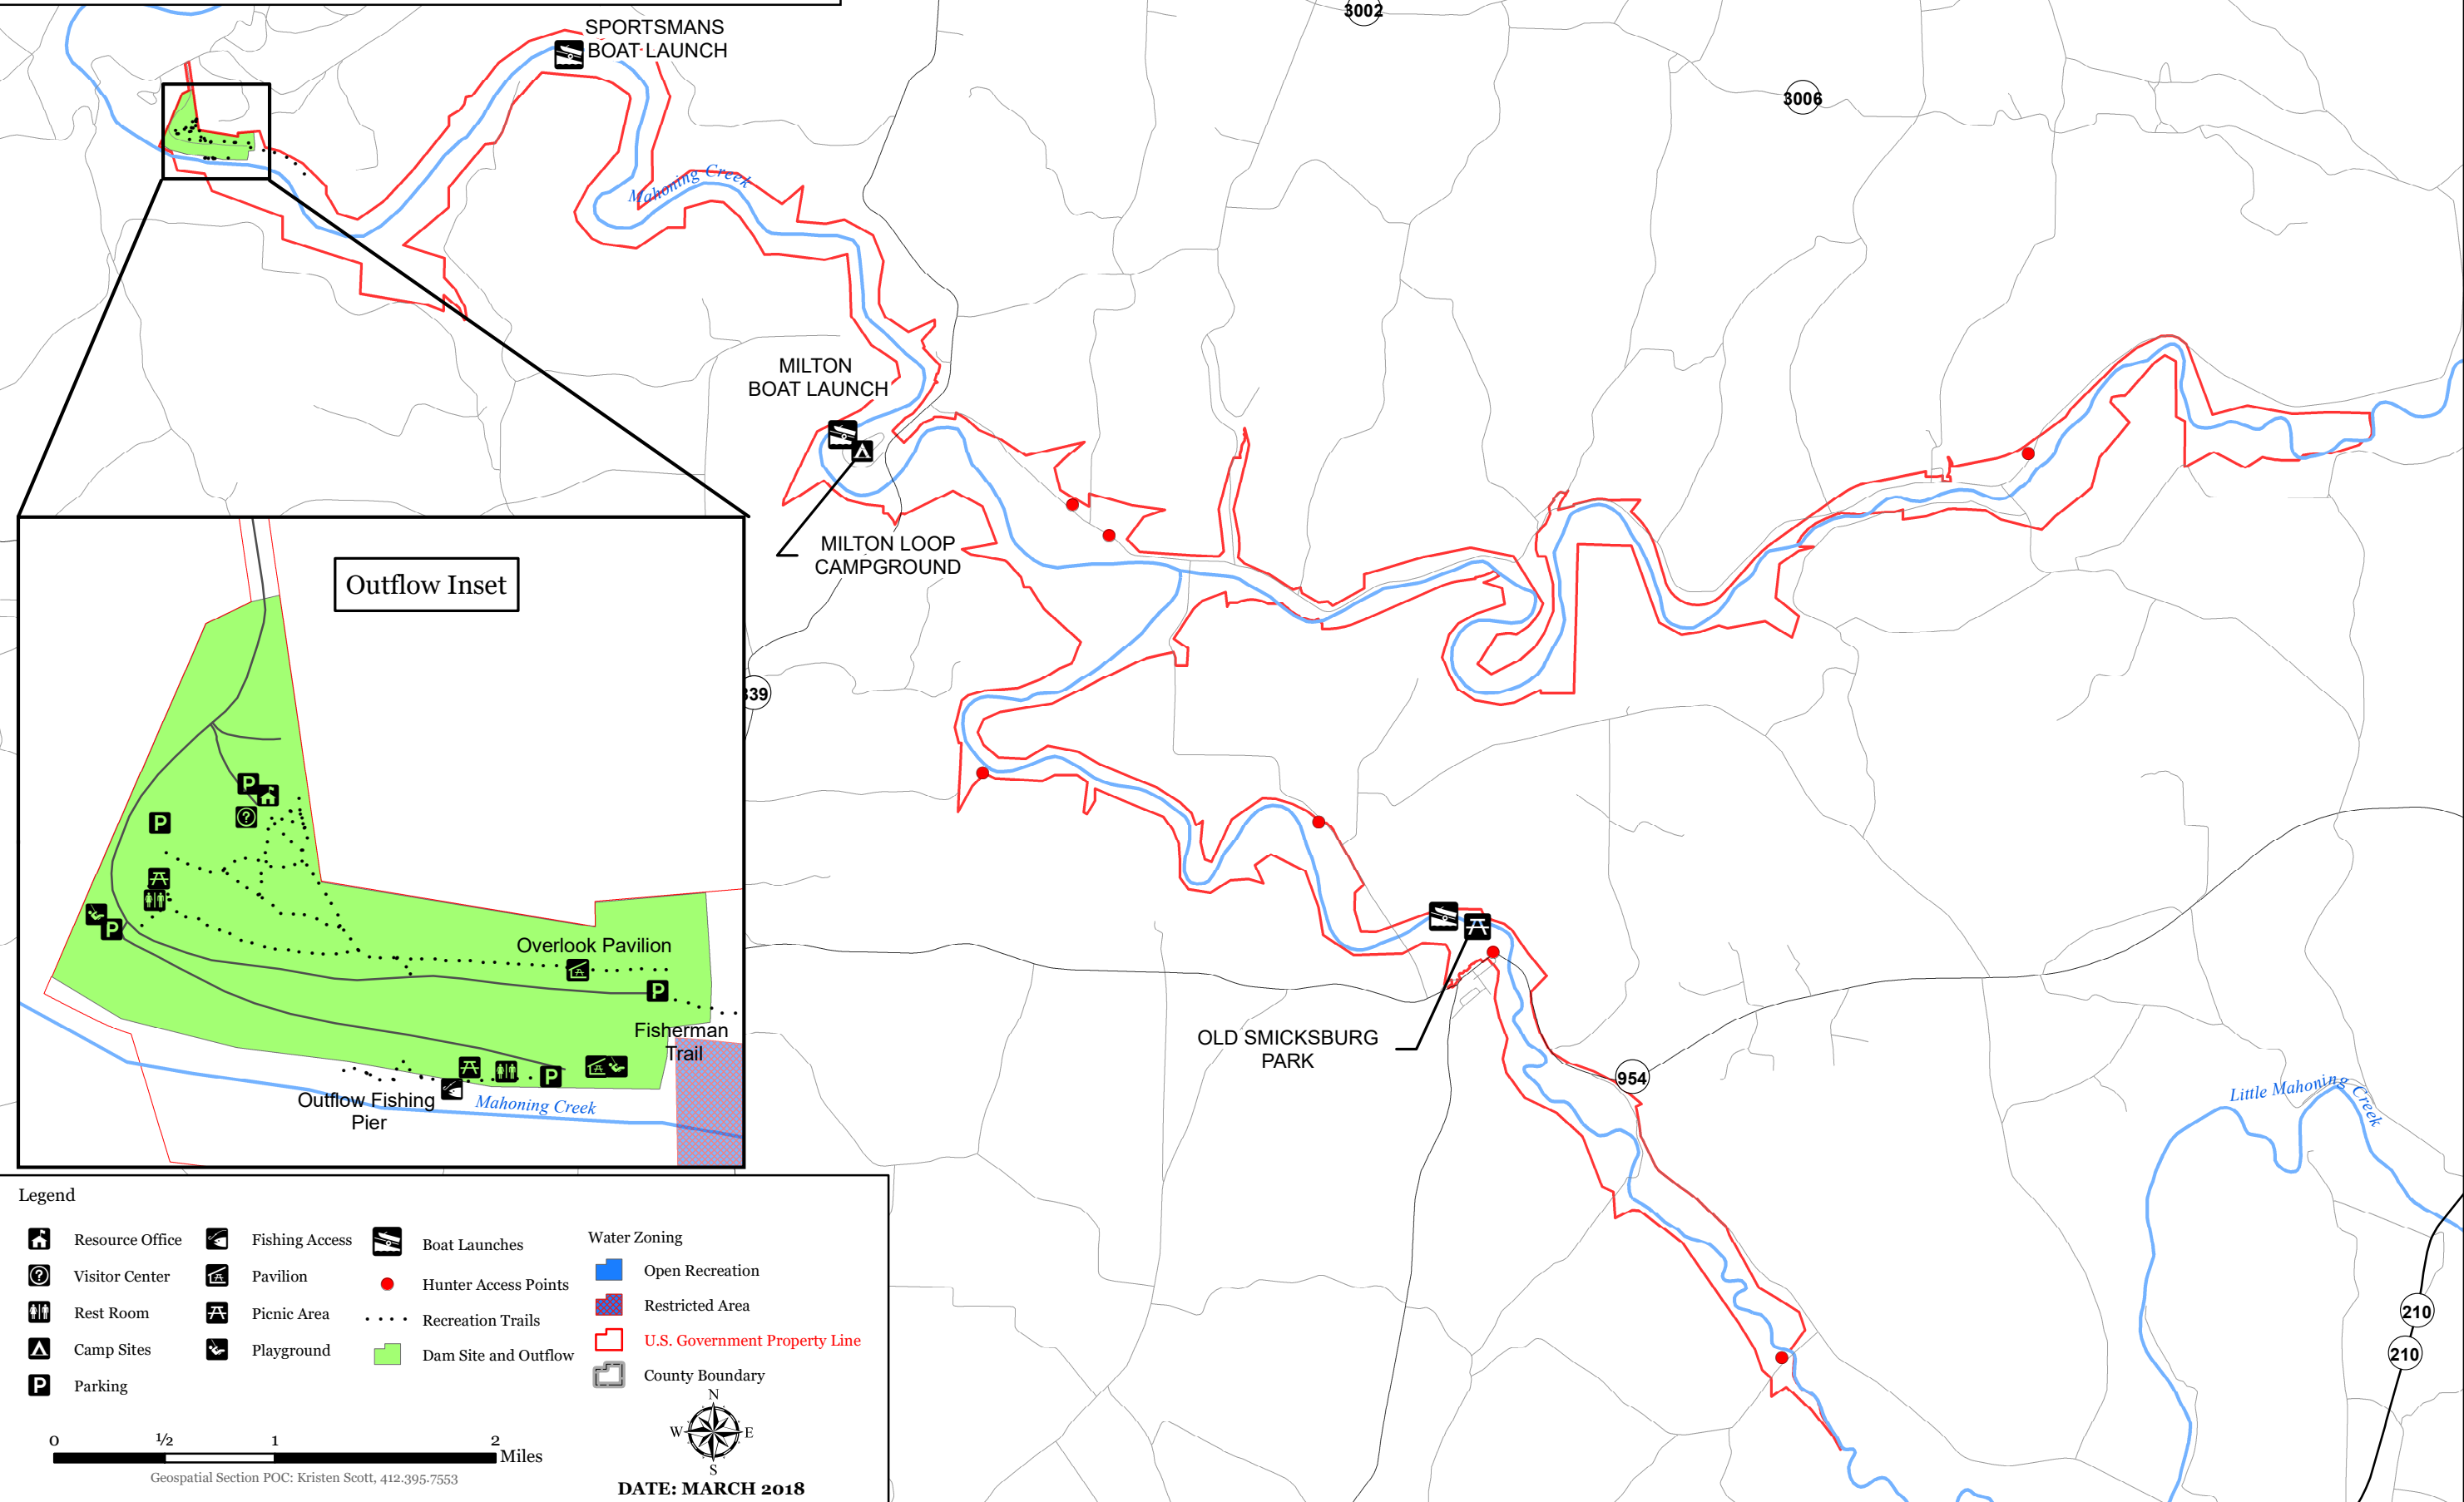 3002
SPORTSMANS
BOAT LAUNCH
3006
Mahoning Creek
MILTON
BOAT LAUNCH
MILTON LOOP
CAMPGROUND
Outflow Inset
P
?
P
P
Overlook Pavilion
P
Fisherman
Trail
P
Outflow Fishing
Pier
Mahoning Creek
OLD SMICKSBURG
PARK
954
Little Mahoning Creek
210
210
Legend
Resource Office
Visitor Center
Rest Room
Camp Sites
P Parking
Fishing Access
Pavilion
Picnic Area
Playground
Boat Launches
Hunter Access Points
Recreation Trails
Dam Site and Outflow
Water Zoning
Open Recreation
Restricted Area
U.S. Government Property Line
County Boundary
N
W E
S
0 ½ 1 2
Miles
Geospatial Section POC: Kristen Scott, 412.395.7553
DATE: MARCH 2018